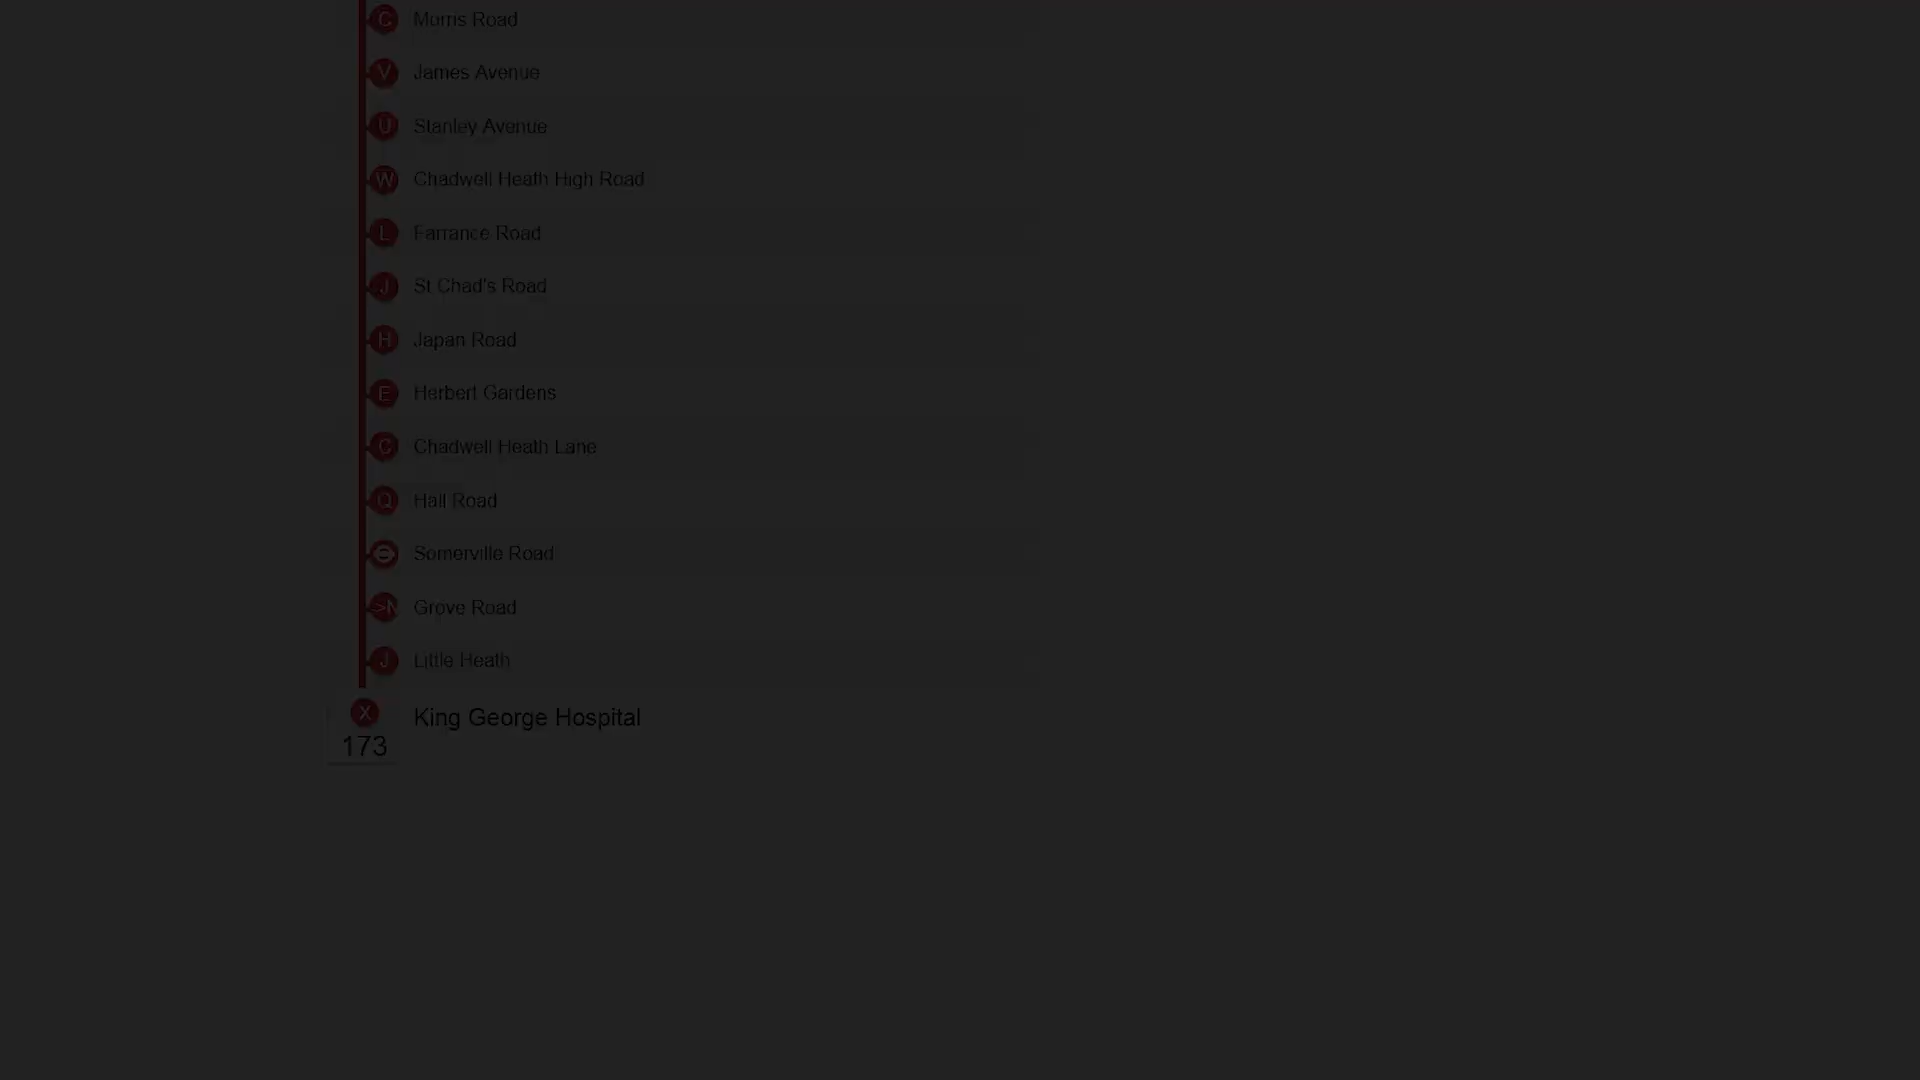 C Morris Road
V James Avenue
U Stanley Avenue
W Chadwell Heath High Road
L Farrance Road
J St Chad's Road
H Japan Road
E Herbert Gardens
C Chadwell Heath Lane
Q Hall Road
Somerville Road
>N Grove Road
J Little Heath
X King George Hospital
173